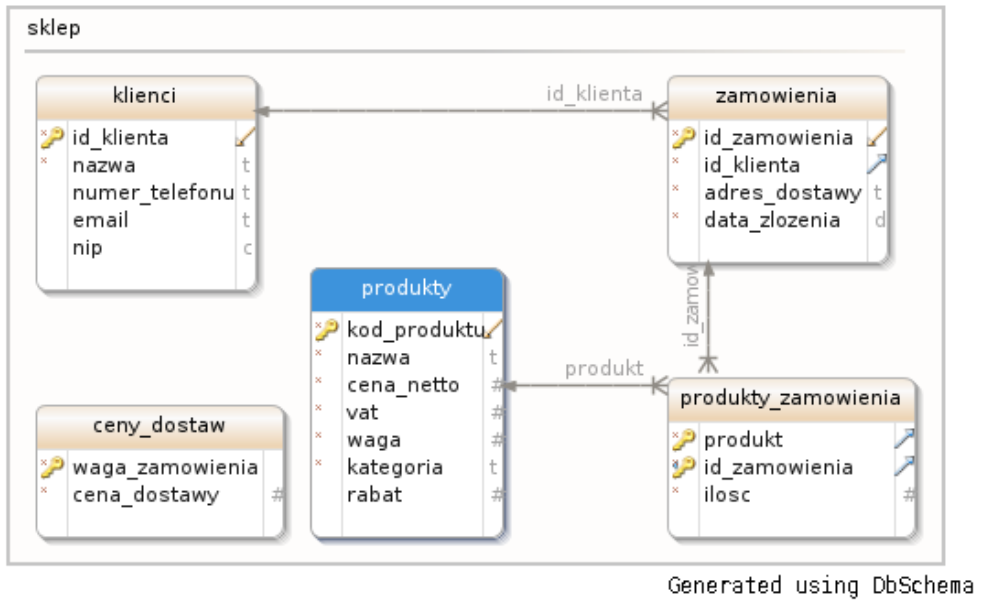 sklep
klienci
id_klienta
nazwa t
numer_telefonu t
email t
nip c
id_klienta
zamowienia
id_zamowienia
id_klienta
adres_dostawy t
data_zlozenia d
id_zamow
produkty
kod_produktu
nazwa t
cena_netto #
vat #
waga #
kategoria t
rabat #
produkt
produkty_zamowienia
produkt
id_zamowienia
ilosc #
ceny_dostaw
waga_zamowienia
cena_dostawy #
Generated using DbSchema